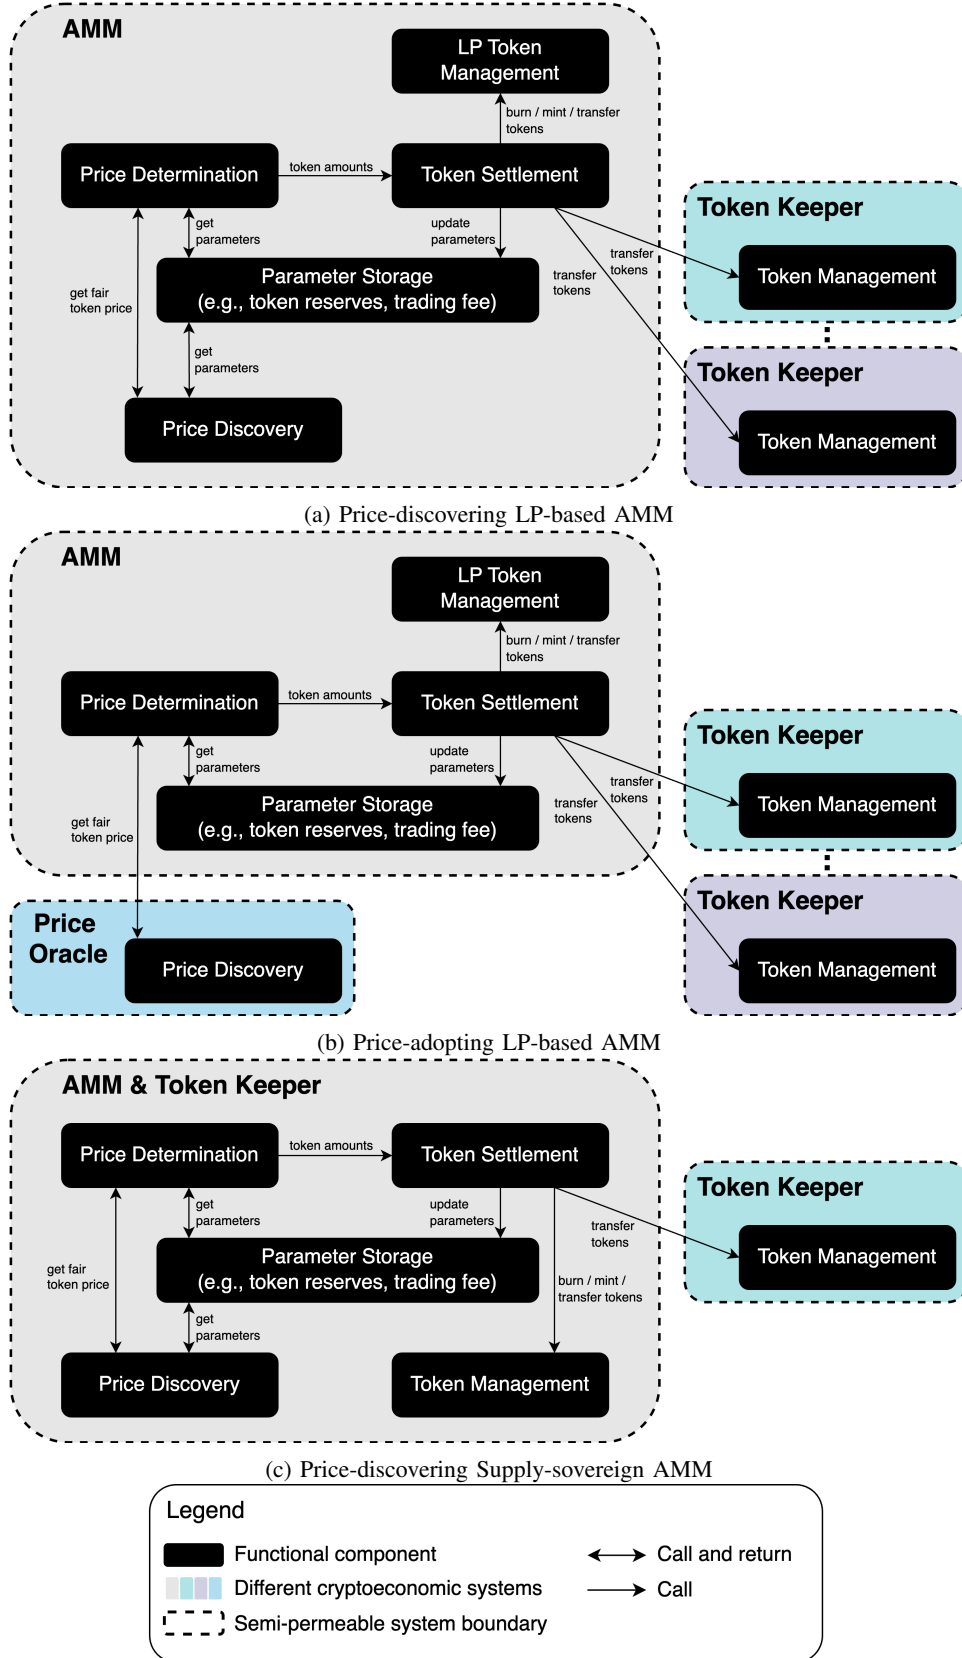 AMM
LP Token
Management
burn / mint / transfer
tokens
Price Determination
token amounts
Token Settlement
get
parameters
update
parameters
Token Keeper
transfer
tokens
Token Management
Parameter Storage
(e.g., token reserves, trading fee)
transfer
tokens
get fair
token price
get
parameters
Token Keeper
Price Discovery
Token Management
(a) Price-discovering LP-based AMM
AMM
LP Token
Management
burn / mint / transfer
tokens
Price Determination
token amounts
Token Settlement
get
parameters
update
parameters
Token Keeper
transfer
tokens
Token Management
Parameter Storage
(e.g., token reserves, trading fee)
transfer
tokens
get fair
token price
Token Keeper
Price
Oracle
Price Discovery
Token Management
(b) Price-adopting LP-based AMM
AMM & Token Keeper
Price Determination
token amounts
Token Settlement
get
parameters
update
parameters
Token Keeper
transfer
tokens
Token Management
Parameter Storage
(e.g., token reserves, trading fee)
get fair
token price
burn / mint /
transfer tokens
get
parameters
Price Discovery
Token Management
(c) Price-discovering Supply-sovereign AMM
Legend
Functional component
Call and return
Different cryptoeconomic systems
Call
Semi-permeable system boundary